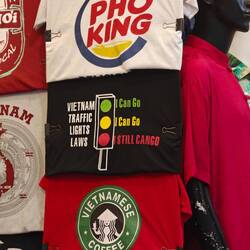 PHO
KING
VIETNAM
TRAFFIC
LIGHTS
LAWS
I Can Go
I Can Go
I STILL CANGO
VIETNAMESE
COFFEE
NAM